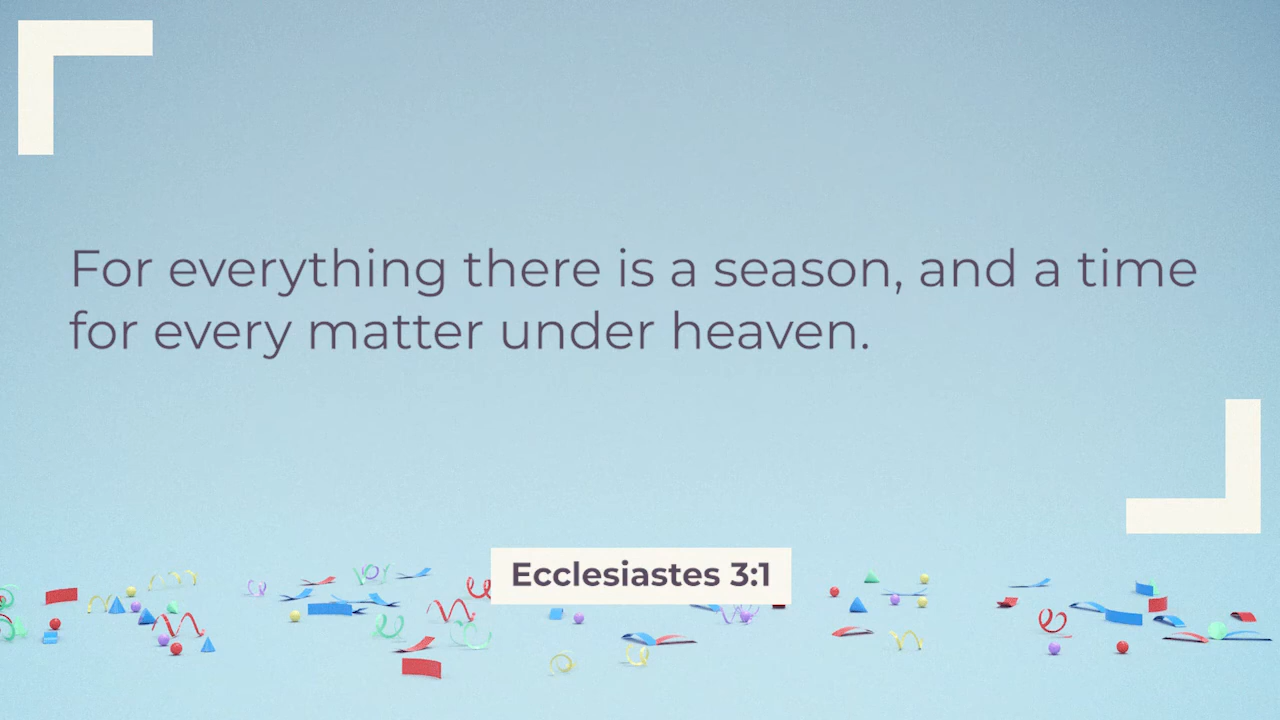 For everything there is a season, and a time
for every matter under heaven.
Ecclesiastes 3:1